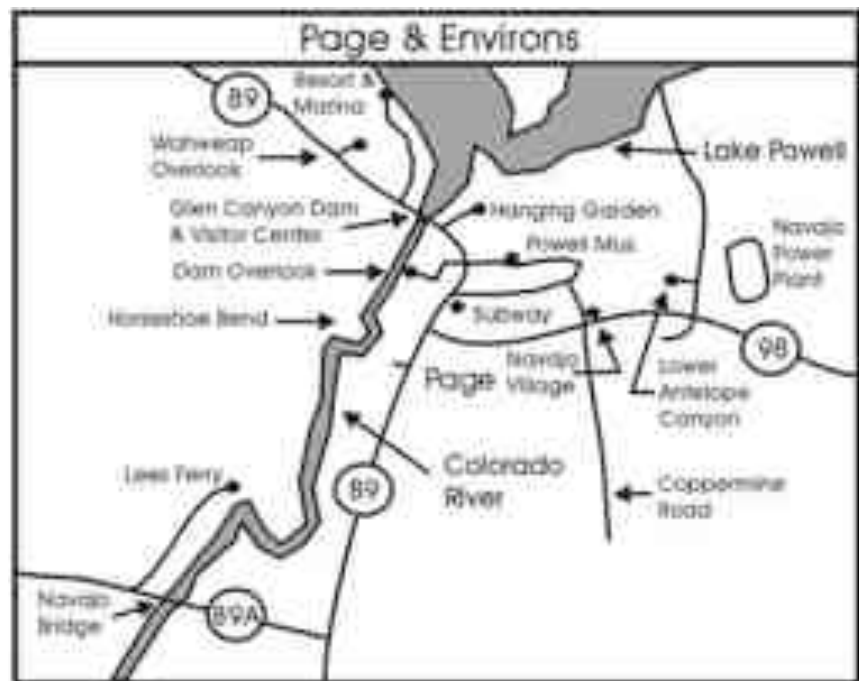 Page & Environs
89
Resort &
Marina
Wahweap
Overlook
Lake Powell
Glen Canyon Dam
& Visitor Center
Hanging Garden
Navajo
Power
Plant
Powell Mus.
Dam Overlook
Horseshoe Bend
Subway
98
Navajo
Village
Page
Lower
Antelope
Canyon
Lees Ferry
Colorado
River
89
Coppermine
Road
Navajo
Bridge
89A